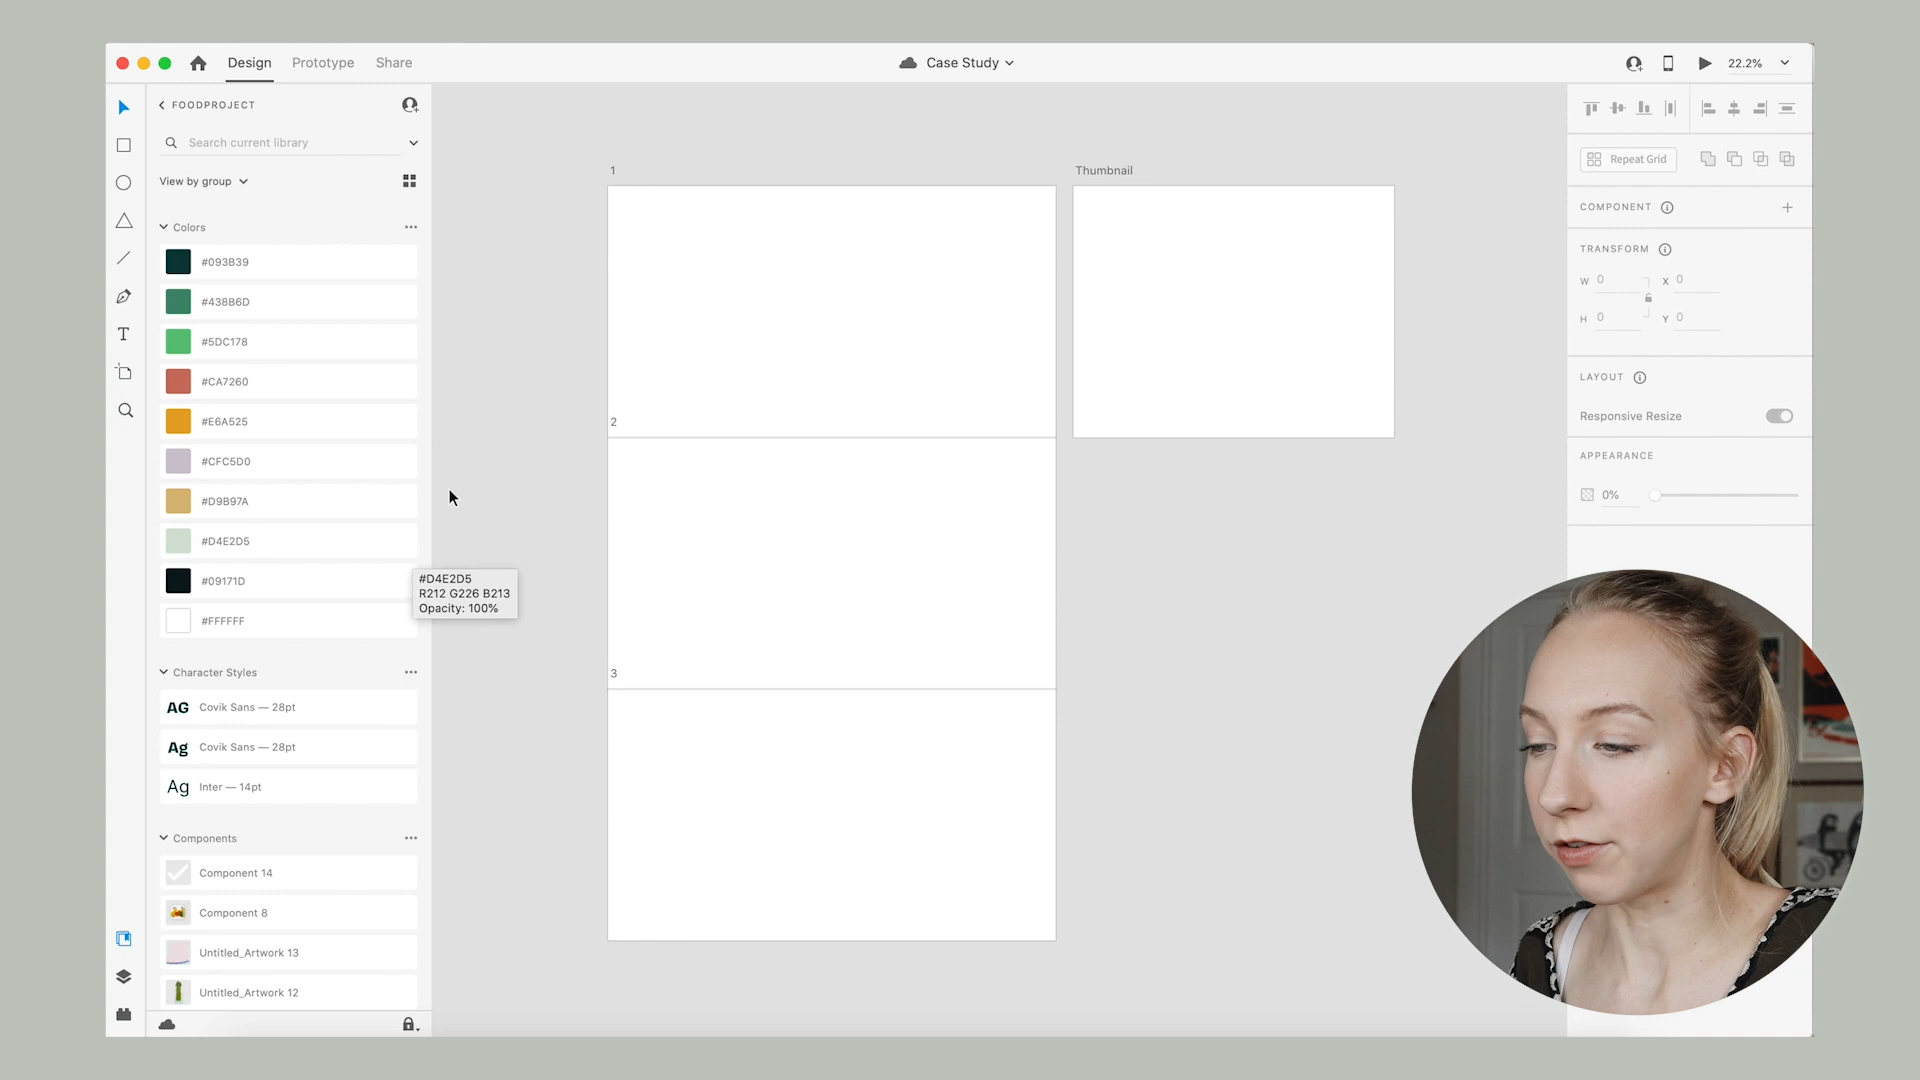 Design Prototype Share
Case Study
22.2%
FOODPROJECT
Search current library
View by group
Colors
#093B39
#438B6D
#5DC178
#CA7260
#E6A525
#CFC5D0
#D9B97A
#D4E2D5
#09171D
#FFFFFF
#D4E2D5
R212 G226 B213
Opacity: 100%
Character Styles
AG Covik Sans — 28pt
Ag Covik Sans — 28pt
Ag Inter — 14pt
Components
Component 14
Component 8
Untitled_Artwork 13
Untitled_Artwork 12
1
Thumbnail
2
3
Repeat Grid
COMPONENT
TRANSFORM
W 0 X 0
H 0 Y 0
LAYOUT
Responsive Resize
APPEARANCE
0%